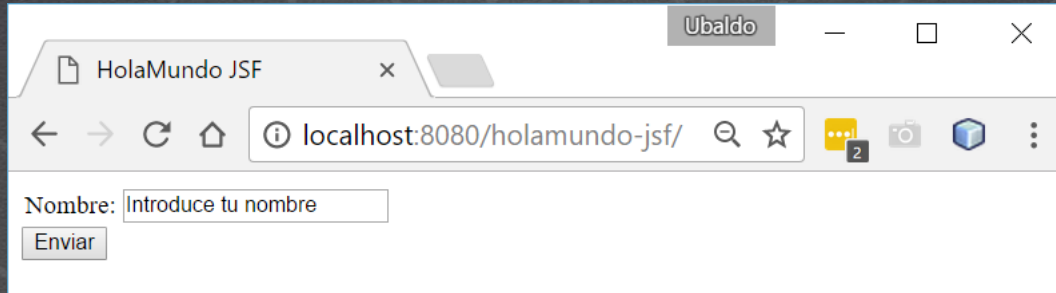 Ubaldo
HolaMundo JSF
localhost:8080/holamundo-jsf/
2
Nombre: Introduce tu nombre
Enviar